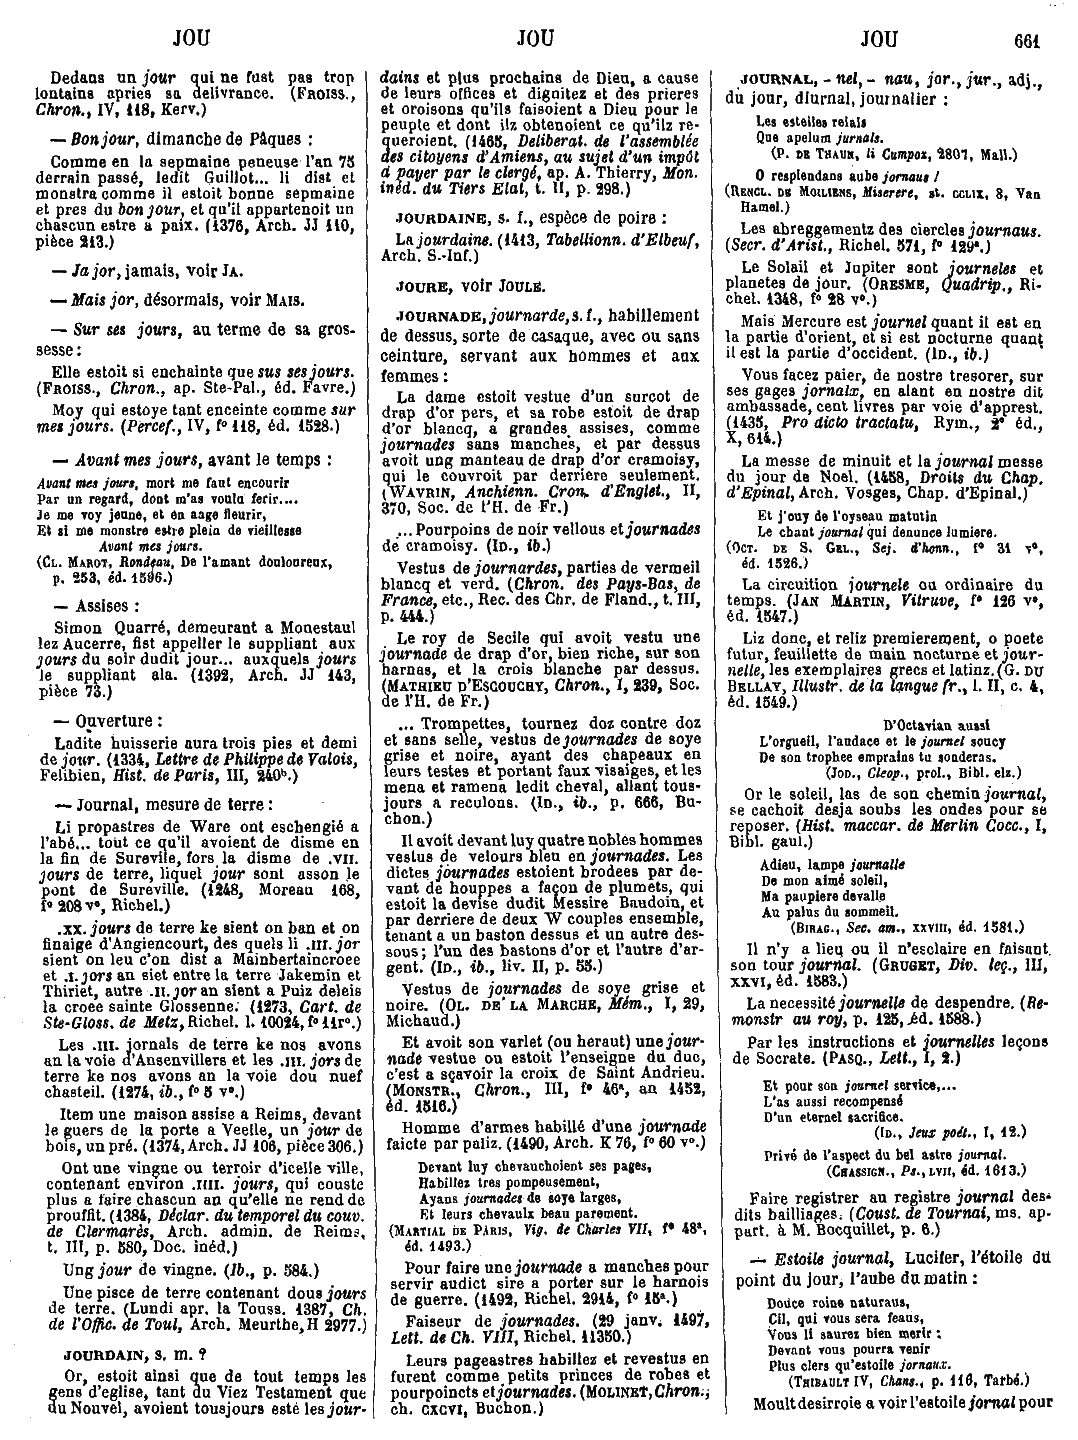 JOU
JOU
JOU
661
Dedans un jour qui ne fust pas trop
lontains apries sa delivrance. (FROISS.,
Chron., IV, 118, Kerv.)
— Bon jour, dimanche de Pâques :
Comme en la sepmaine peneuse l'an 75
derrain passé, ledit Guillot... li dist et
monstra comme il estoit bonne sepmaine
et pres du bon jour, et qu'il appartenoit un
chascun estre a paix. (1376, Arch. JJ 110,
pièce 213.)
— Ja jor, jamais, voir JA.
— Mais jor, désormais, voir MAIS.
— Sur ses jours, au terme de sa gros-
sesse :
Elle estoit si enchainte que sus ses jours.
(FROISS., Chron., ap. Ste-Pal., éd. Favre.)
Moy qui estoye tant enceinte comme sur
mes jours. (Percef., IV, f° 118, éd. 1528.)
— Avant mes jours, avant le temps :
Avant mes jours, mort me faut encourir
Par un regard, dont m'as voulu ferir....
Je me voy jeune, et en aage fleurir,
Et si me monstre estre plein de vieillesse
Avant mes jours.
(CL. MAROT, Rondeau, De l'amant douloureux,
p. 253, éd. 1596.)
— Assises :
Simon Quarré, demeurant a Monestaul
lez Aucerre, fist appeller le suppliant aux
jours du soir dudit jour... auxquels jours
le suppliant ala. (1392, Arch. JJ 143,
pièce 73.)
— Ouverture :
Ladite huisserie aura trois pies et demi
de jour. (1334, Lettre de Philippe de Valois,
Felibien, Hist. de Paris, III, 240ᵇ.)
— Journal, mesure de terre :
Li propastres de Ware ont eschengié a
l'abé... tout ce qu'il avoient de disme en
la fin de Surevile, fors la disme de .VII.
jours de terre, liquel jour sont asson le
pont de Sureville. (1248, Moreau 168,
f° 208 v°, Richel.)
.XX. jours de terre ke sient on ban et on
finaige d'Angiencourt, des quels li .III. jor
sient on leu c'on dist a Mainbertaincroee
et .I. jors an siet entre la terre Jakemin et
Thiriet, autre .II. jor an sient a Puiz deleis
la croee sainte Glossenne. (1273, Cart. de
Ste-Gloss. de Metz, Richel. l. 10024, f° 11r°.)
Les .III. jornals de terre ke nos avons
an la voie d'Ansenvillers et les .III. jors de
terre ke nos avons an la voie dou nuef
chasteil. (1274, ib., f° 5 v°.)
Item une maison assise a Reims, devant
le guers de la porte a Veelle, un jour de
bois, un pré. (1374, Arch. JJ 106, pièce 306.)
Ont une vingne ou terroir d'icelle ville,
contenant environ .IIII. jours, qui couste
plus a faire chascun an qu'elle ne rend de
prouffit. (1384, Déclar. du temporel du couv.
de Clermarès, Arch. admin. de Reims,
t. III, p. 580, Doc. inéd.)
Ung jour de vingne. (Ib., p. 584.)
Une pisce de terre contenant dous jours
de terre. (Lundi apr. la Touss. 1387, Ch.
de l'Offic. de Toul, Arch. Meurthe, H 2977.)
JOURDAIN, s. m. ?
Or, estoit ainsi que de tout temps les
gens d'eglise, tant du Viez Testament que
du Nouvel, avoient tousjours esté les jour-
dains et plus prochains de Dieu, a cause
de leurs offices et dignitez et des prieres
et oroisons qu'ils faisoient a Dieu pour le
peuple et dont ilz obtenoient ce qu'ilz re-
queroient. (1465, Deliberat. de l'assemblée
des citoyens d'Amiens, au sujet d'un impôt
à payer par le clergé, ap. A. Thierry, Mon.
inéd. du Tiers Etat, t. II, p. 298.)
JOURDAINE, s. f., espèce de poire :
La jourdaine. (1413, Tabellionn. d'Elbeuf,
Arch. S.-Inf.)
JOURE, voir JOULE.
JOURNADE, journarde, s. f., habillement
de dessus, sorte de casaque, avec ou sans
ceinture, servant aux hommes et aux
femmes :
La dame estoit vestue d'un surcot de
drap d'or pers, et sa robe estoit de drap
d'or blancq, a grandes assises, comme
journades sans manches, et par dessus
avoit ung manteau de drap d'or cramoisy,
qui le couvroit par derriere seulement.
(WAVRIN, Anchienn. Cron. d'Englet., II,
370, Soc. de l'H. de Fr.)
... Pourpoins de noir vellous et journades
de cramoisy. (ID., ib.)
Vestus de journardes, parties de vermeil
blancq et verd. (Chron. des Pays-Bas, de
France, etc., Rec. des Chr. de Fland., t. III,
p. 444.)
Le roy de Secile qui avoit vestu une
journade de drap d'or, bien riche, sur son
harnas, et la crois blanche par dessus.
(MATHIEU D'ESCOUCHY, Chron., I, 239, Soc.
de l'H. de Fr.)
... Trompettes, tournez doz contre doz
et sans selle, vestus de journades de soye
grise et noire, ayant des chapeaux en
leurs testes et portant faux visaiges, et les
mena et ramena ledit cheval, allant tous-
jours a reculons. (ID., ib., p. 666, Bu-
chon.)
Il avoit devant luy quatre nobles hommes
vestus de velours bleu en journades. Les
dictes journades estoient brodees par de-
vant de houppes a façon de plumets, qui
estoit la devise dudit Messire Baudoin, et
par derriere de deux W couples ensemble,
tenant a un baston dessus et un autre des-
sous ; l'un des bastons d'or et l'autre d'ar-
gent. (ID., ib., liv. II, p. 55.)
Vestus de journades de soye grise et
noire. (OL. DE LA MARCHE, Mém., I, 29,
Michaud.)
Et avoit son varlet (ou heraut) une jour-
nade vestue ou estoit l'enseigne du duc,
c'est a sçavoir la croix de Saint Andrieu.
(MONSTR., Chron., III, f° 46ᵃ, an 1452,
éd. 1516.)
Homme d'armes habillé d'une journade
faicte par paliz. (1490, Arch. K 76, f° 60 v°.)
Devant luy chevauchoient ses pages,
Habillez tres pompeusement,
Ayans journades de soye larges,
Et leurs chevaulx beau parement.
(MARTIAL DE PARIS, Vig. de Charles VII, f° 48ᵃ,
éd. 1493.)
Pour faire une journade a manches pour
servir audict sire a porter sur le harnois
de guerre. (1492, Richel. 2914, f° 15ᵃ.)
Faiseur de journades. (29 janv. 1497,
Lett. de Ch. VIII, Richel. 11350.)
Leurs pageastres habillez et revestus en
furent comme petits princes de robes et
pourpoincts et journades. (MOLINET, Chron.,
ch. CXCVI, Buchon.)
JOURNAL, - nel, - nau, jor., jur., adj.,
du jour, diurnal, journalier :
Les estelles relais
Que apelum jurnals.
(P. DE THAUN, li Cumpoz, 2801, Mall.)
O resplendans aube jornaus !
(RENCL. DE MOILIENS, Miserere, st. CCLIX, 8, Van
Hamel.)
Les abreggementz des ciercles journaus.
(Secr. d'Arist., Richel. 571, f° 129ᵃ.)
Le Solail et Jupiter sont journeles et
planetes de jour. (ORESME, Quadrip., Ri-
chel. 1348, f° 28 v°.)
Mais Mercure est journel quant il est en
la partie d'orient, et si est nocturne quant
il est la partie d'occident. (ID., ib.)
Vous facez paier, de nostre tresorer, sur
ses gages jornalx, en alant en nostre dit
ambassade, cent livres par voie d'apprest.
(1435, Pro dicto tractatu, Rym., 2° éd.,
X, 614.)
La messe de minuit et la journal messe
du jour de Noel. (1458, Droits du Chap.
d'Epinal, Arch. Vosges, Chap. d'Epinal.)
Et j'ouy de l'oyseau matutin
Le chant journal qui denunce lumiere.
(OCT. DE S. GEL., Sej. d'honn., f° 31 v°,
éd. 1526.)
La circuition journele ou ordinaire du
temps. (JAN MARTIN, Vitruve, f° 126 v°,
éd. 1547.)
Liz donc, et reliz premierement, o poete
futur, feuillette de main nocturne et jour-
nelle, les exemplaires grecs et latinz. (G. DU
BELLAY, Illustr. de la langue fr., l. II, c. 4,
éd. 1549.)
D'Octavian aussi
L'orgueil, l'audace et le journel soucy
De son trophee emprains tu sonderas.
(JOD., Cleop., prol., Bibl. elz.)
Or le soleil, las de son chemin journal,
se cachoit desja soubs les ondes pour se
reposer. (Hist. maccar. de Merlin Cocc., I,
Bibl. gaul.)
Adieu, lampe journalle
De mon aimé soleil,
Ma paupiere devalle
Au palus du sommeil.
(BIRAG., Sec. am., XXVIII, éd. 1581.)
Il n'y a lieu ou il n'esclaire en faisant
son tour journal. (GRUGET, Div. leç., III,
XXVI, éd. 1583.)
La necessité journelle de despendre. (Re-
monstr au roy, p. 125, éd. 1588.)
Par les instructions et journelles leçons
de Socrate. (PASQ., Lett., I, 2.)
Et pour son journel service,...
L'as aussi recompensé
D'un eternel sacrifice.
(ID., Jeux poét., I, 12.)
Privé de l'aspect du bel astre journal.
(CHASSIGN., Ps., LVII, éd. 1613.)
Faire registrer au registre journal des-
dits bailliages. (Coust. de Tournai, ms. ap-
part. à M. Bocquillet, p. 6.)
— Estoile journal, Lucifer, l'étoile du
point du jour, l'aube du matin :
Douce roine naturaus,
Cil, qui vous sera feaus,
Vous li saurez bien merir :
Devant vous pourra venir
Plus clers qu'estoile jornaux.
(THIBAULT IV, Chans., p. 116, Tarbé.)
Moult desirroie a voir l'estoile jornal pour